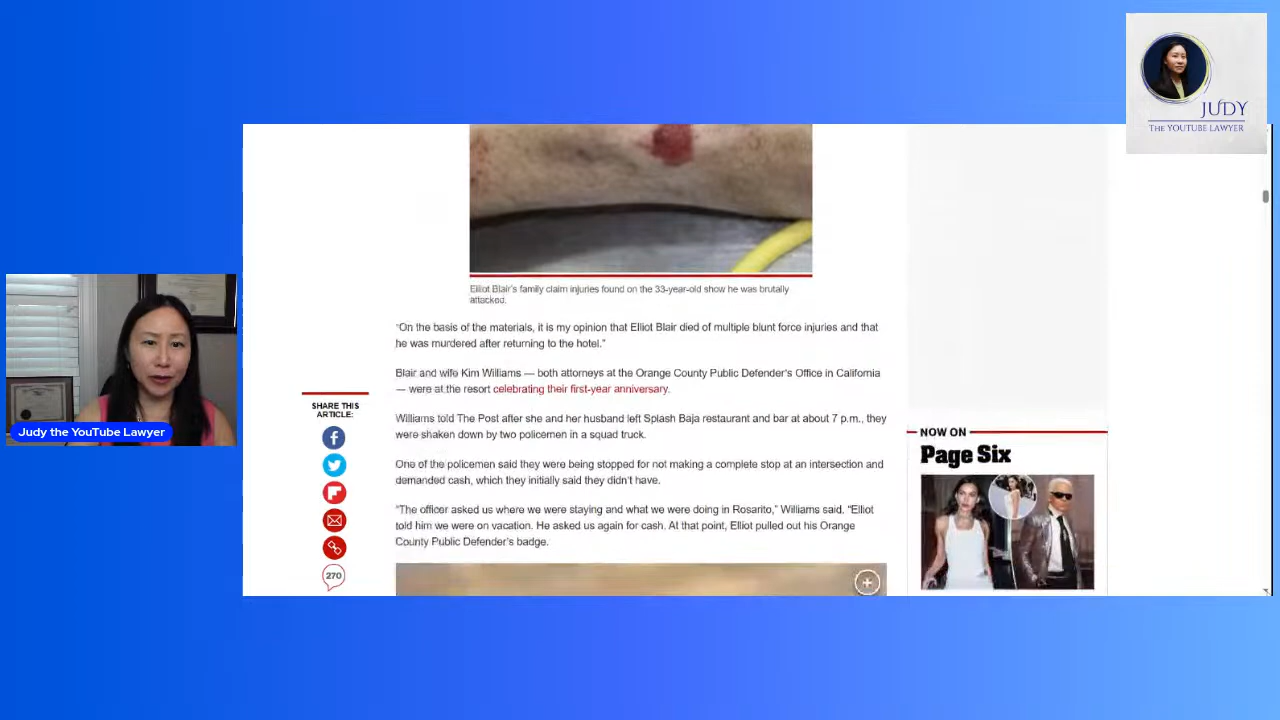 JUDY
THE YOUTUBE LAWYER
Elliot Blair's family claim injuries found on the 33-year-old show he was brutally
attacked.
"On the basis of the materials, it is my opinion that Elliot Blair died of multiple blunt force injuries and that
he was murdered after returning to the hotel."
Blair and wife Kim Williams — both attorneys at the Orange County Public Defender's Office in California
— were at the resort celebrating their first-year anniversary.
SHARE THIS
ARTICLE:
Williams told The Post after she and her husband left Splash Baja restaurant and bar at about 7 p.m., they
were shaken down by two policemen in a squad truck.
One of the policemen said they were being stopped for not making a complete stop at an intersection and
demanded cash, which they initially said they didn't have.
"The officer asked us where we were staying and what we were doing in Rosarito," Williams said. "Elliot
told him we were on vacation. He asked us again for cash. At that point, Elliot pulled out his Orange
County Public Defender's badge.
270
NOW ON
Page Six
Judy the YouTube Lawyer